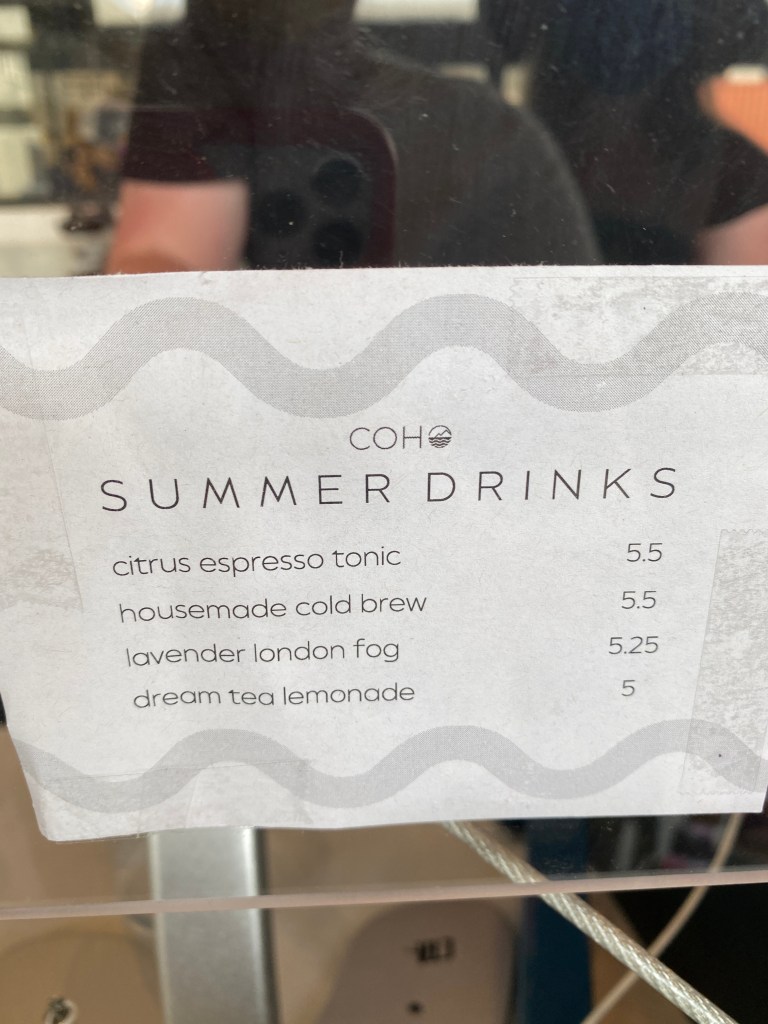 COHO
SUMMER DRINKS
citrus espresso tonic 5.5
housemade cold brew 5.5
lavender london fog 5.25
dream tea lemonade 5